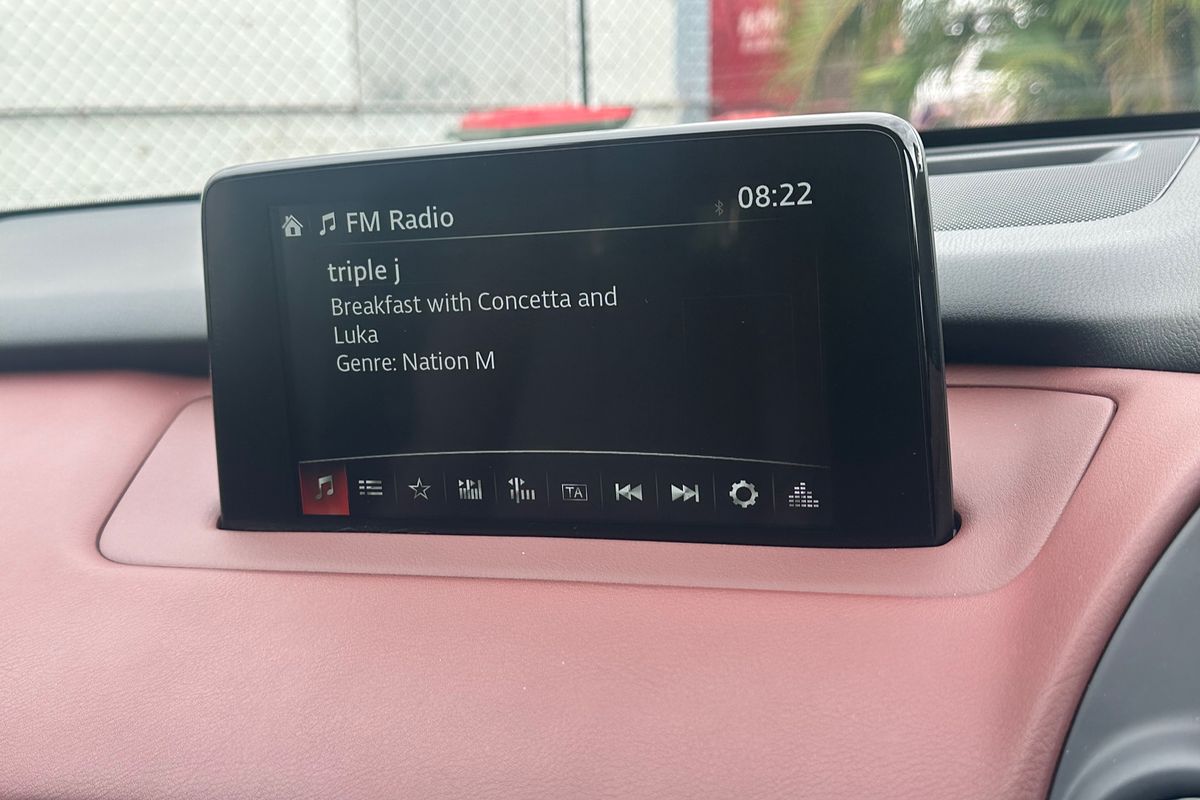 FM Radio
08:22
triple j
Breakfast with Concetta and
Luka
Genre: Nation M
TA